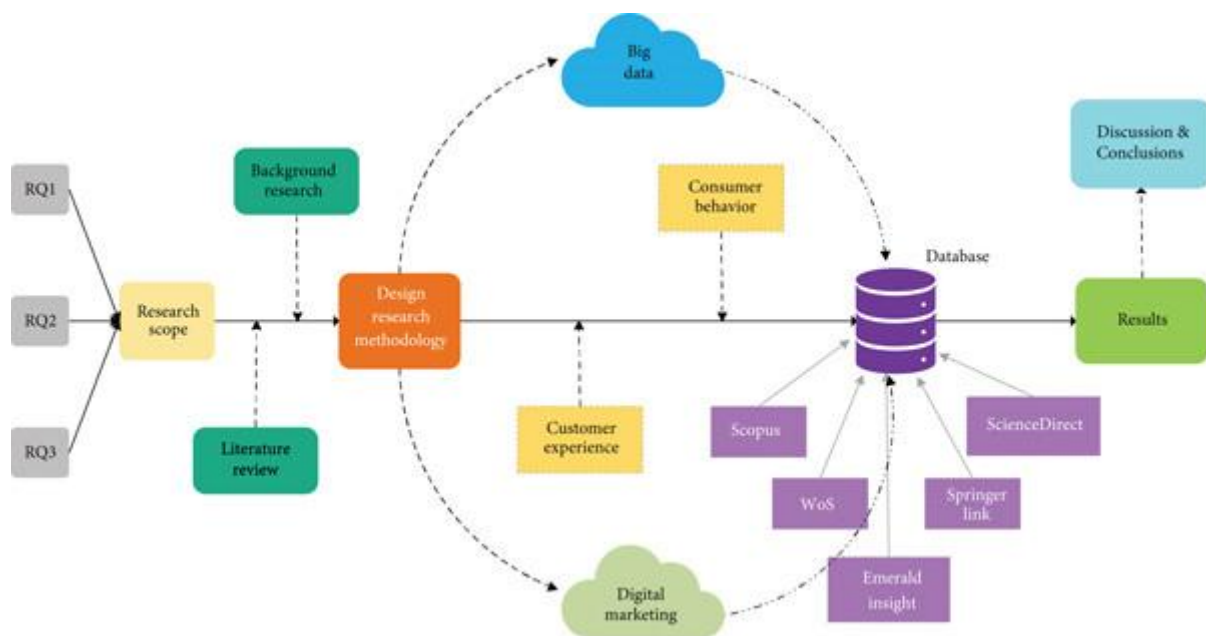 Big
data
Discussion &
Conclusions
Background
research
Consumer
behavior
RQ1
Database
Design
research
methodology
Research
scope
RQ2
Results
Customer
experience
Scopus
ScienceDirect
RQ3
Literature
review
WoS
Springer
link
Digital
marketing
Emerald
insight